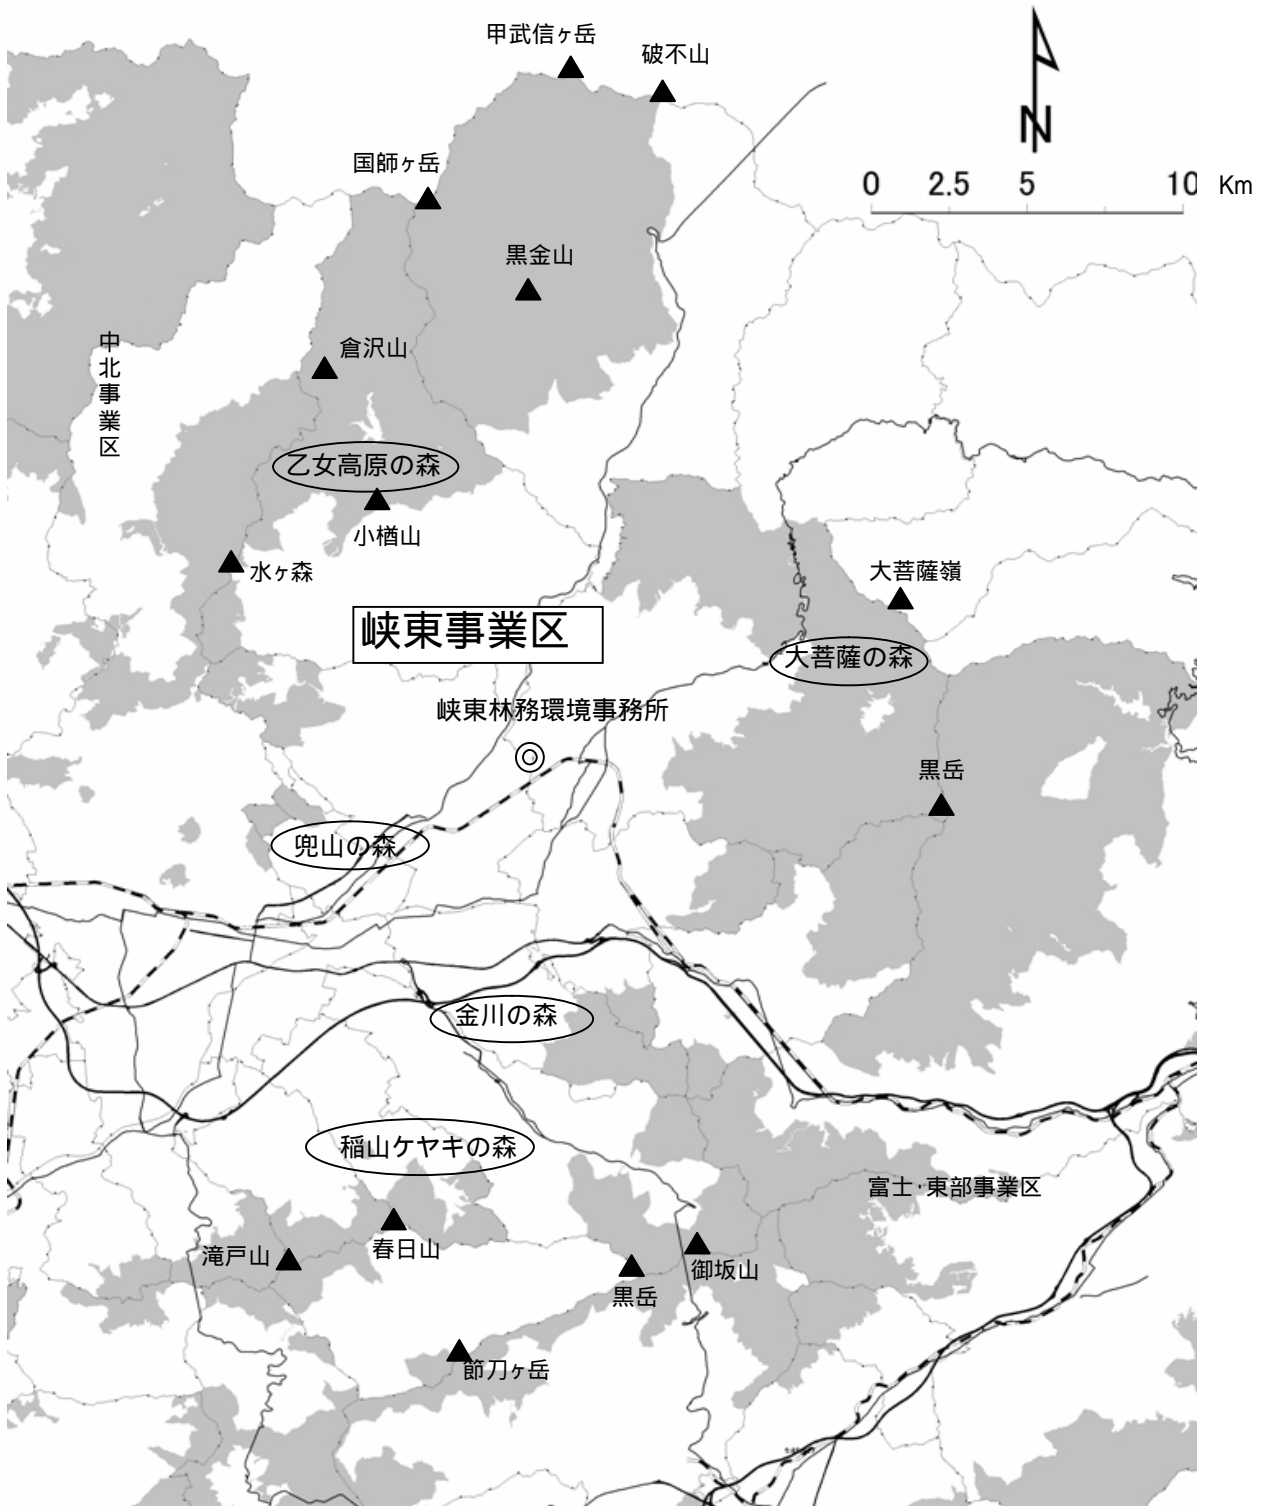 甲武信ヶ岳
破不山
N
国師ヶ岳
0 2.5 5 10 Km
黒金山
中北事業区
倉沢山
乙女高原の森
小楢山
水ヶ森
大菩薩嶺
峡東事業区
大菩薩の森
峡東林務環境事務所
黒岳
兜山の森
金川の森
稲山ケヤキの森
富士・東部事業区
春日山
滝戸山
御坂山
黒岳
節刀ヶ岳